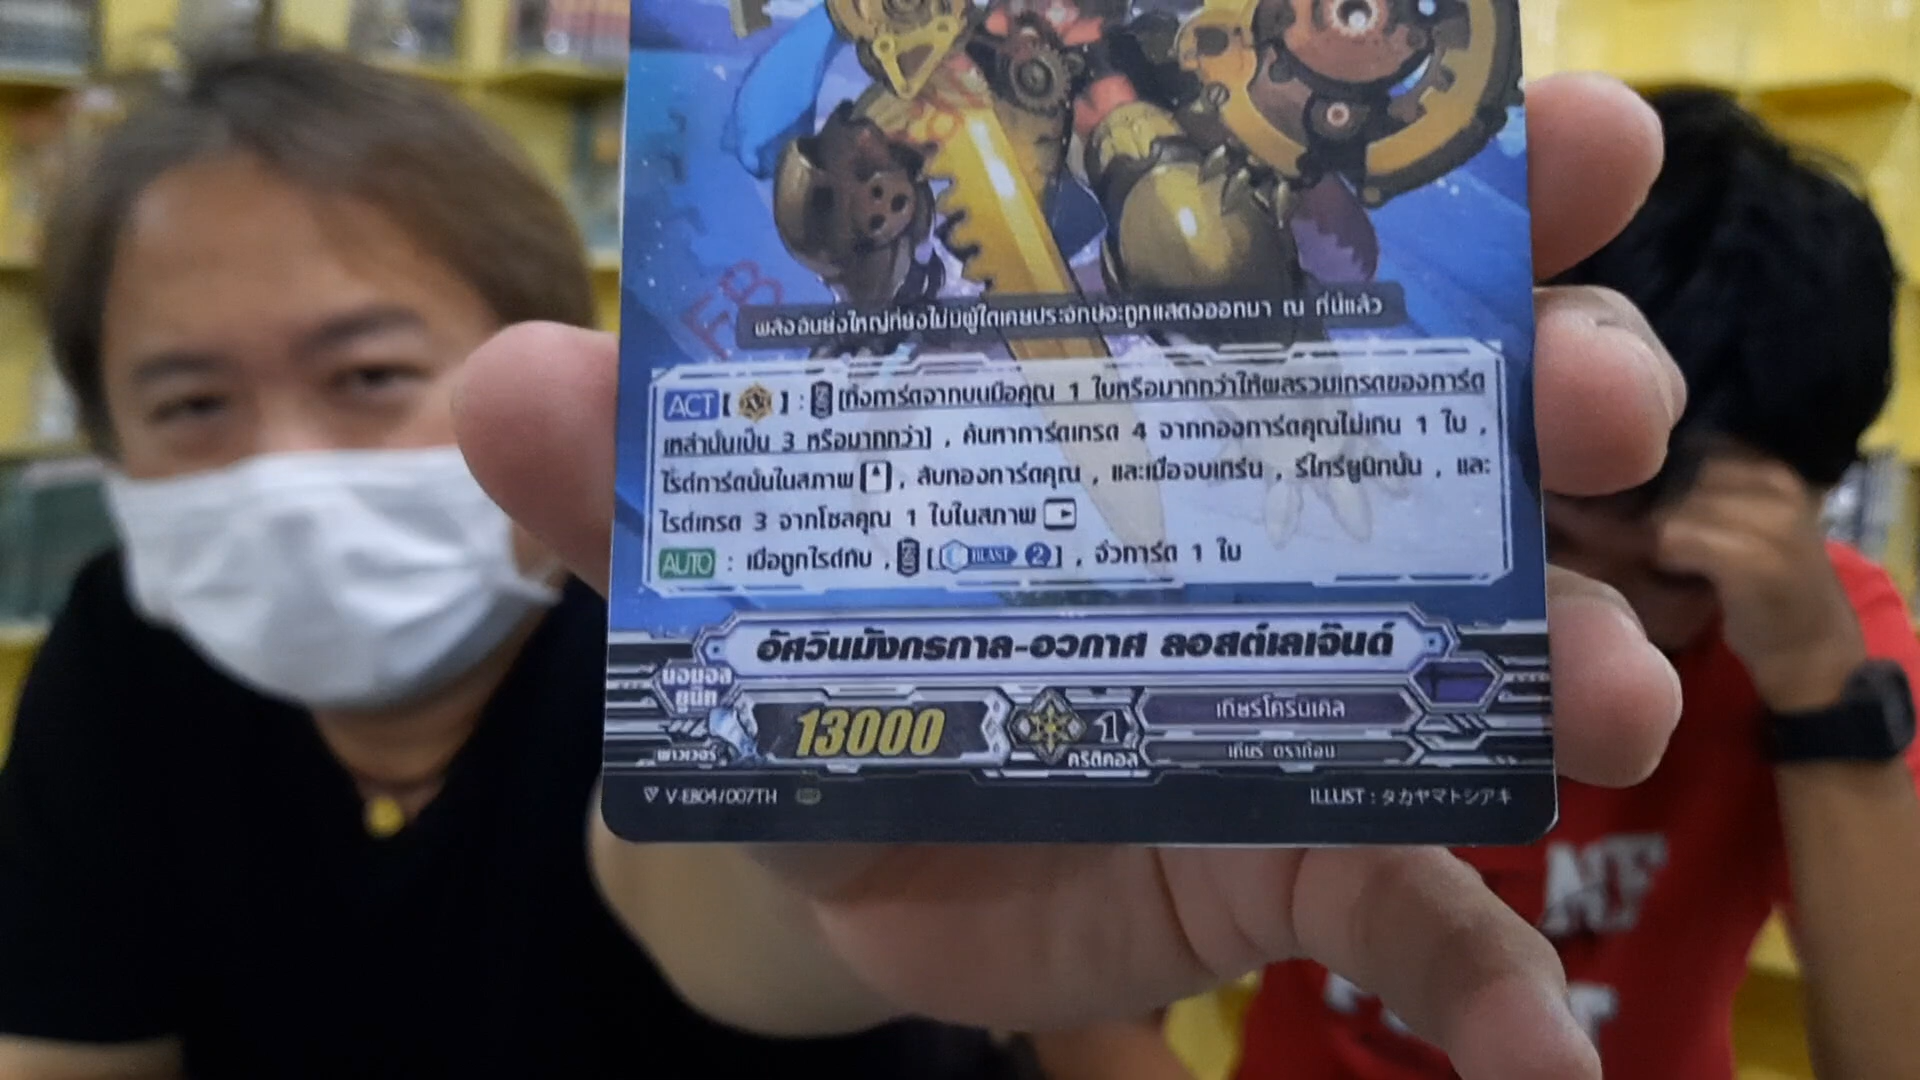 พลังอันยิ่งใหญ่ที่ยังไม่มีผู้ใดเคยประจักษ์จะถูกแสดงออกมา ณ ที่นี้แล้ว
ACT [ ] : [ทิ้งการ์ดจากบนมือคุณ 1 ใบหรือมากกว่าให้ผลรวมเกรดของการ์ด
เหล่านั้นเป็น 3 หรือมากกว่า] , ค้นหาการ์ดเกรด 4 จากกองการ์ดคุณไม่เกิน 1 ใบ ,
ไรด์การ์ดนั้นในสภาพ , สับกองการ์ดคุณ , และเมื่อจบเทิร์น , รีไทร์ยูนิทนั้น , และ
ไรด์เกรด 3 จากโซลคุณ 1 ใบในสภาพ
AUTO : เมื่อถูกไรด์ทับ , [ BLAST 2 ] , จั่วการ์ด 1 ใบ
อัศวินมังกรกาล-อวกาศ ลอสต์เลเจ็นด์
นอมอล
ยูนิท
พาวเวอร์
13000
1
คริติคอล
เกียร์โครนิเคิล
เกียร์ ดราก้อน
V-EB04/007TH
ILLUST : タカヤマトシアキ